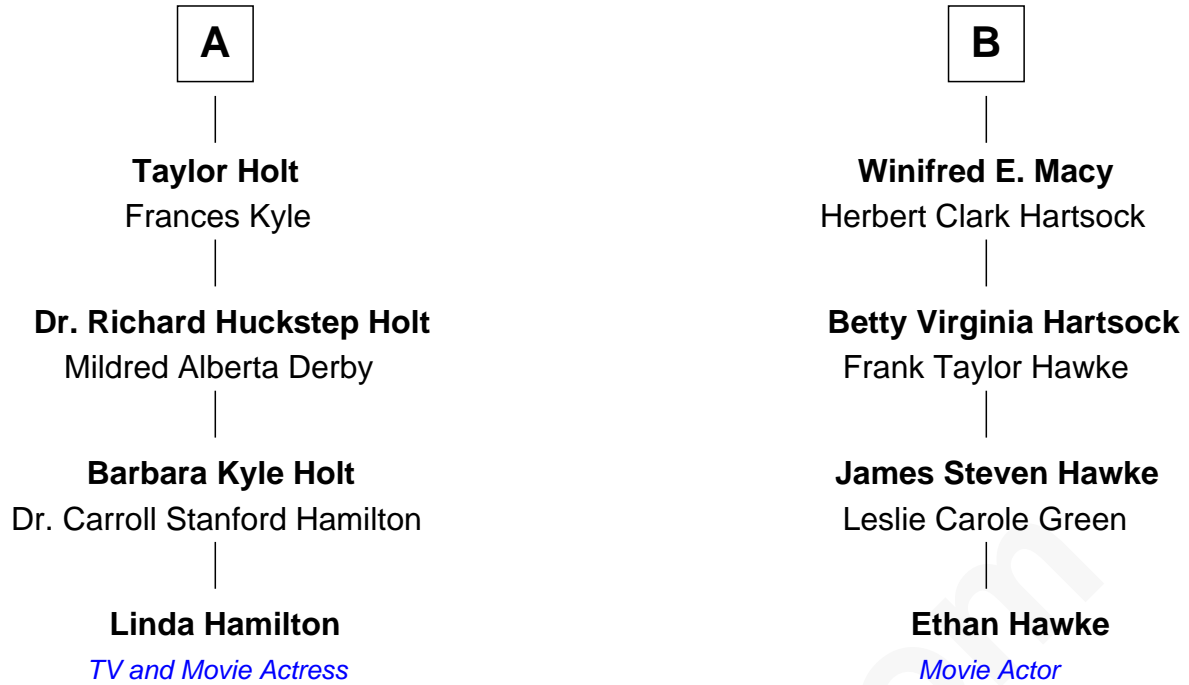 A
Taylor Holt
Frances Kyle
Dr. Richard Huckstep Holt
Mildred Alberta Derby
Barbara Kyle Holt
Dr. Carroll Stanford Hamilton
Linda Hamilton
TV and Movie Actress
B
Winifred E. Macy
Herbert Clark Hartsock
Betty Virginia Hartsock
Frank Taylor Hawke
James Steven Hawke
Leslie Carole Green
Ethan Hawke
Movie Actor